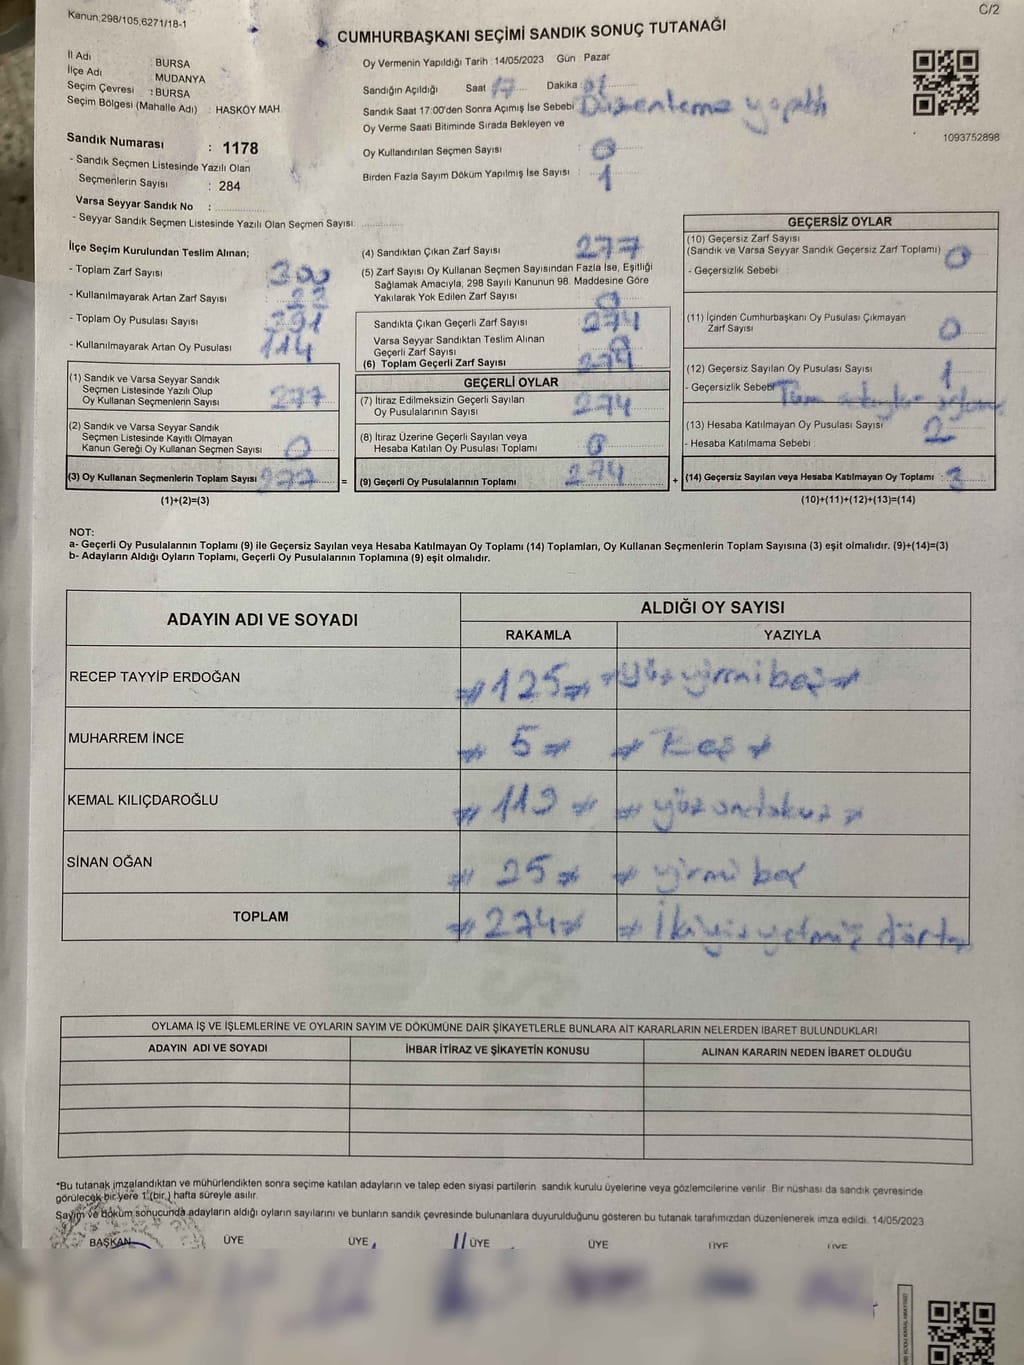 Kanun:298/105,6271/18-1
C/2
CUMHURBAŞKANI SEÇİMİ SANDIK SONUÇ TUTANAĞI
İl Adı BURSA
İlçe Adı MUDANYA
Seçim Çevresi : BURSA
Seçim Bölgesi (Mahalle Adı) : HASKÖY MAH.
Sandık Numarası : 1178
- Sandık Seçmen Listesinde Yazılı Olan
Seçmenlerin Sayısı : 284
Varsa Seyyar Sandık No :
- Seyyar Sandık Seçmen Listesinde Yazılı Olan Seçmen Sayısı:
Oy Vermenin Yapıldığı Tarih : 14/05/2023 Gün : Pazar
Sandığın Açıldığı Saat 17 Dakika :
Sandık Saat 17:00'den Sonra Açımış İse Sebebi : Düzenleme yapıldı
Oy Verme Saati Bitiminde Sırada Bekleyen ve
Oy Kullandırılan Seçmen Sayısı : 0
Birden Fazla Sayım Döküm Yapılmış İse Sayısı : 1
1093752898
İlçe Seçim Kurulundan Teslim Alınan;
- Toplam Zarf Sayısı : 300
- Kullanılmayarak Artan Zarf Sayısı : 23
- Toplam Oy Pusulası Sayısı : 391
- Kullanılmayarak Artan Oy Pusulası : 114
(4) Sandıktan Çıkan Zarf Sayısı 277
(5) Zarf Sayısı Oy Kullanan Seçmen Sayısından Fazla İse, Eşitliği
Sağlamak Amacıyla, 298 Sayılı Kanunun 98. Maddesine Göre
Yakılarak Yok Edilen Zarf Sayısı : 0
Sandıkta Çıkan Geçerli Zarf Sayısı : 274
Varsa Seyyar Sandıktan Teslim Alınan
Geçerli Zarf Sayısı : 0
(6) Toplam Geçerli Zarf Sayısı : 274
GEÇERSİZ OYLAR
(10) Geçersiz Zarf Sayısı
(Sandık ve Varsa Seyyar Sandık Geçersiz Zarf Toplamı) : 0
- Geçersizlik Sebebi :
(11) İçinden Cumhurbaşkanı Oy Pusulası Çıkmayan
Zarf Sayısı : 0
(12) Geçersiz Sayılan Oy Pusulası Sayısı : 1
- Geçersizlik Sebebi : Tüm
(13) Hesaba Katılmayan Oy Pusulası Sayısı : 2
- Hesaba Katılmama Sebebi :
(14) Geçersiz Sayılan veya Hesaba Katılmayan Oy Toplamı : 3
(10)+(11)+(12)+(13)=(14)
(1) Sandık ve Varsa Seyyar Sandık
Seçmen Listesinde Yazılı Olup
Oy Kullanan Seçmenlerin Sayısı : 277
(2) Sandık ve Varsa Seyyar Sandık
Seçmen Listesinde Kayıtlı Olmayan
Kanun Gereği Oy Kullanan Seçmen Sayısı : 0
(3) Oy Kullanan Seçmenlerin Toplam Sayısı : 277 =
(1)+(2)=(3)
GEÇERLİ OYLAR
(7) İtiraz Edilmeksizin Geçerli Sayılan
Oy Pusulalarının Sayısı : 274
(8) İtiraz Üzerine Geçerli Sayılan veya
Hesaba Katılan Oy Pusulası Toplamı : 0
(9) Geçerli Oy Pusulalarının Toplamı : 274 +
NOT:
a- Geçerli Oy Pusulalarının Toplamı (9) ile Geçersiz Sayılan veya Hesaba Katılmayan Oy Toplamı (14) Toplamları, Oy Kullanan Seçmenlerin Toplam Sayısına (3) eşit olmalıdır. (9)+(14)=(3)
b- Adayların Aldığı Oyların Toplamı, Geçerli Oy Pusulalarının Toplamına (9) eşit olmalıdır.
ADAYIN ADI VE SOYADI
ALDIĞI OY SAYISI
RAKAMLA YAZIYLA
RECEP TAYYİP ERDOĞAN 125 yüz yirmi beş
MUHARREM İNCE 5 Beş
KEMAL KILIÇDAROĞLU 119 yüz ondokuz
SİNAN OĞAN 25 yirmi beş
TOPLAM 274 İkiyüz yetmiş dört
OYLAMA İŞ VE İŞLEMLERİNE VE OYLARIN SAYIM VE DÖKÜMÜNE DAİR ŞİKAYETLERLE BUNLARA AİT KARARLARIN NELERDEN İBARET BULUNDUKLARI
ADAYIN ADI VE SOYADI İHBAR İTİRAZ VE ŞİKAYETİN KONUSU ALINAN KARARIN NEDEN İBARET OLDUĞU
*Bu tutanak imzalandıktan ve mühürlendikten sonra seçime katılan adayların ve talep eden siyasi partilerin sandık kurulu üyelerine veya gözlemcilerine verilir. Bir nüshası da sandık çevresinde
görülecek bir yere 1 (bir ) hafta süreyle asılır.
Sayım ve döküm sonucunda adayların aldığı oyların sayılarını ve bunların sandık çevresinde bulunanlara duyurulduğunu gösteren bu tutanak tarafımızdan düzenlenerek imza edildi. 14/05/2023
BAŞKAN ÜYE ÜYE ÜYE ÜYE ÜYE ÜYE